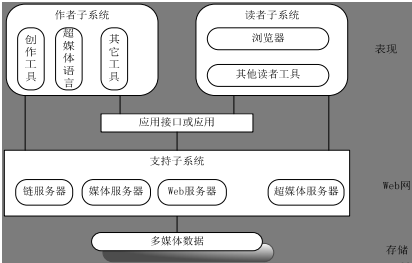 作者子系统
创作工具
超媒体语言
其它工具
读者子系统
浏览器
其他读者工具
表现
应用接口或应用
支持子系统
链服务器
媒体服务器
Web服务器
超媒体服务器
Web网
多媒体数据
存储